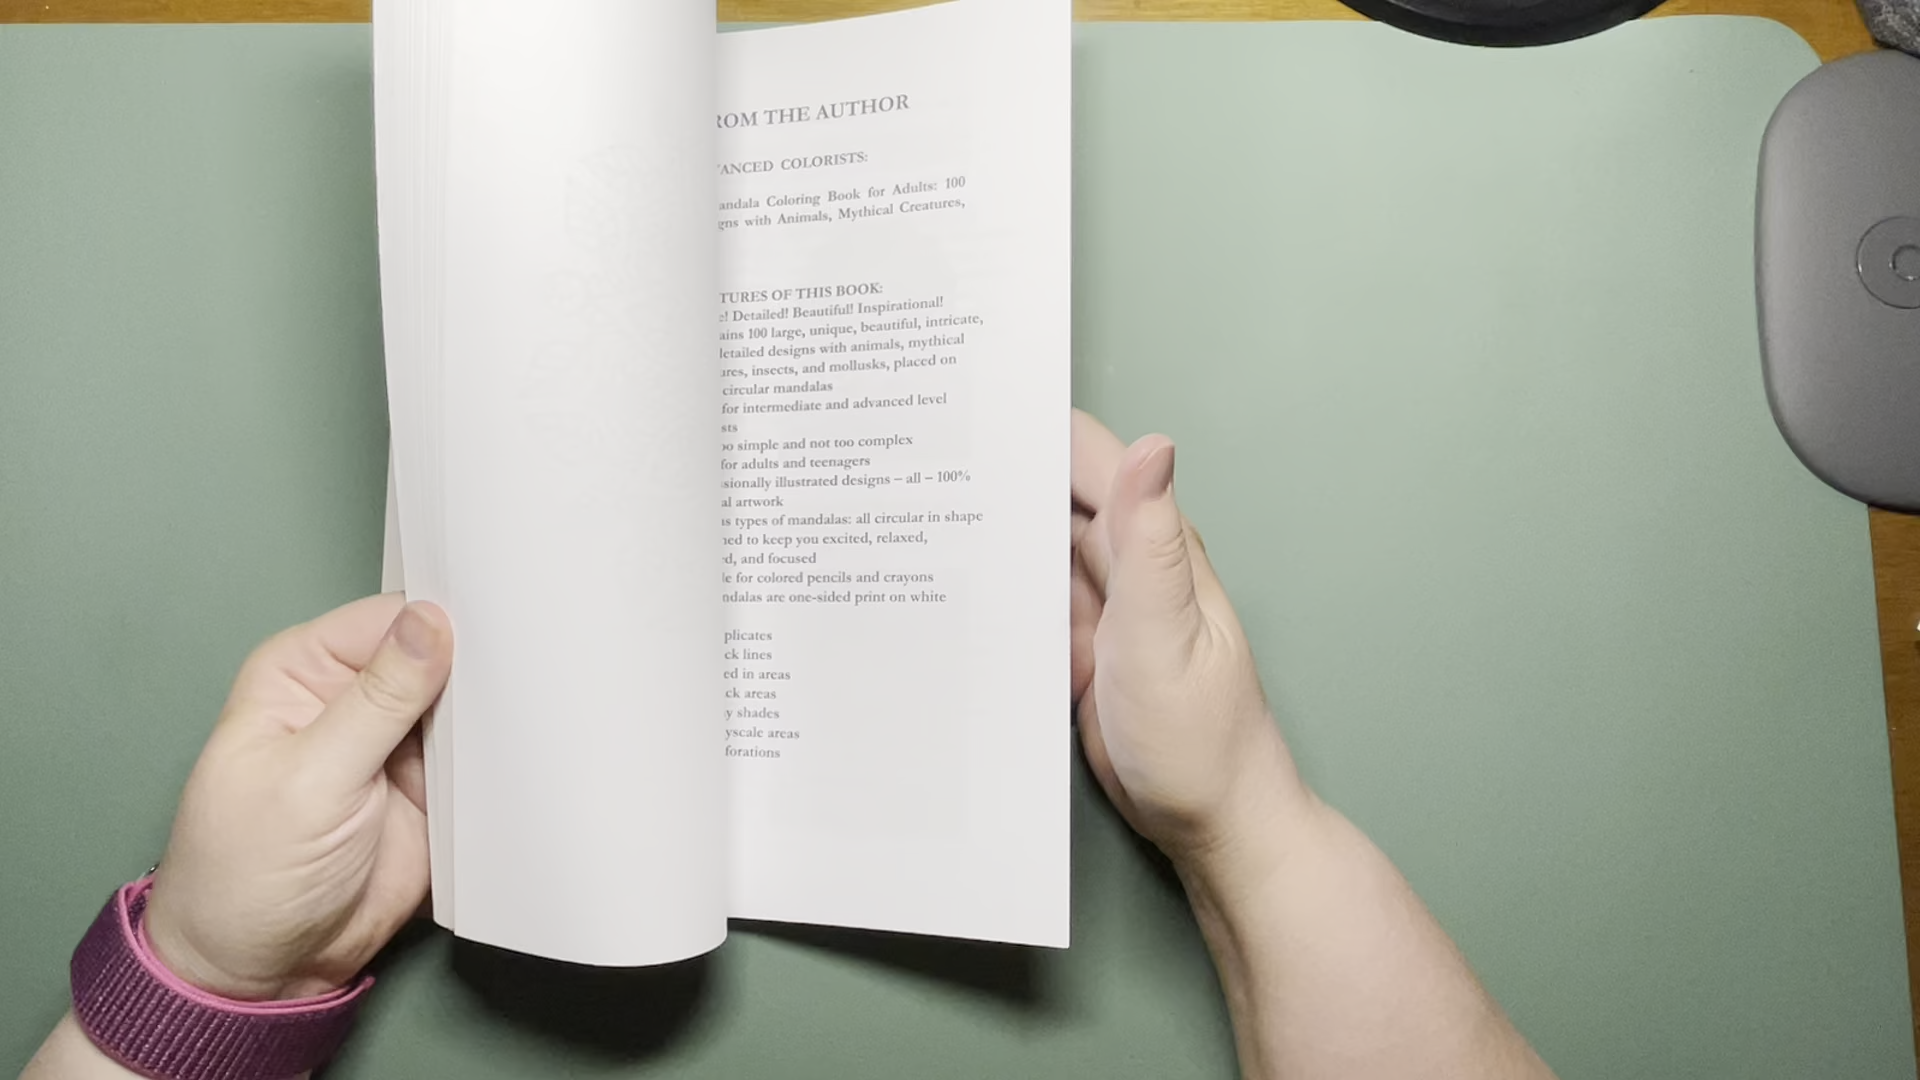 ROM THE AUTHOR
ANCED COLORISTS:
andala Coloring Book for Adults: 100
gns with Animals, Mythical Creatures,
TURES OF THIS BOOK:
e! Detailed! Beautiful! Inspirational!
ains 100 large, unique, beautiful, intricate,
letailed designs with animals, mythical
ures, insects, and mollusks, placed on
circular mandalas
for intermediate and advanced level
sts
oo simple and not too complex
for adults and teenagers
sionally illustrated designs – all – 100%
al artwork
us types of mandalas: all circular in shape
ned to keep you excited, relaxed,
d, and focused
le for colored pencils and crayons
ndalas are one-sided print on white
plicates
ck lines
ed in areas
ck areas
y shades
yscale areas
forations